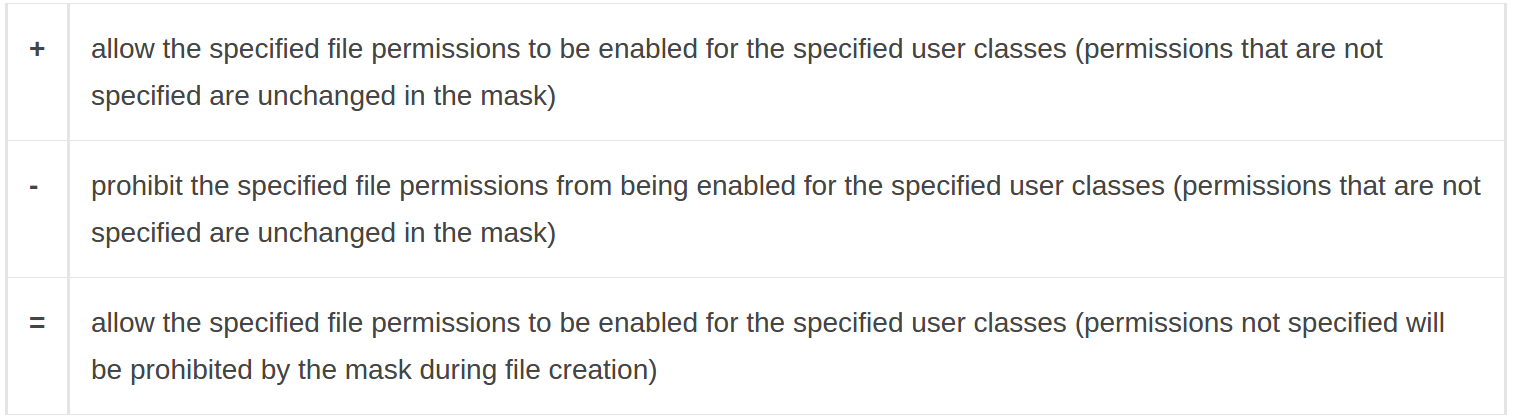 + allow the specified file permissions to be enabled for the specified user classes (permissions that are not
specified are unchanged in the mask)
- prohibit the specified file permissions from being enabled for the specified user classes (permissions that are not
specified are unchanged in the mask)
= allow the specified file permissions to be enabled for the specified user classes (permissions not specified will
be prohibited by the mask during file creation)